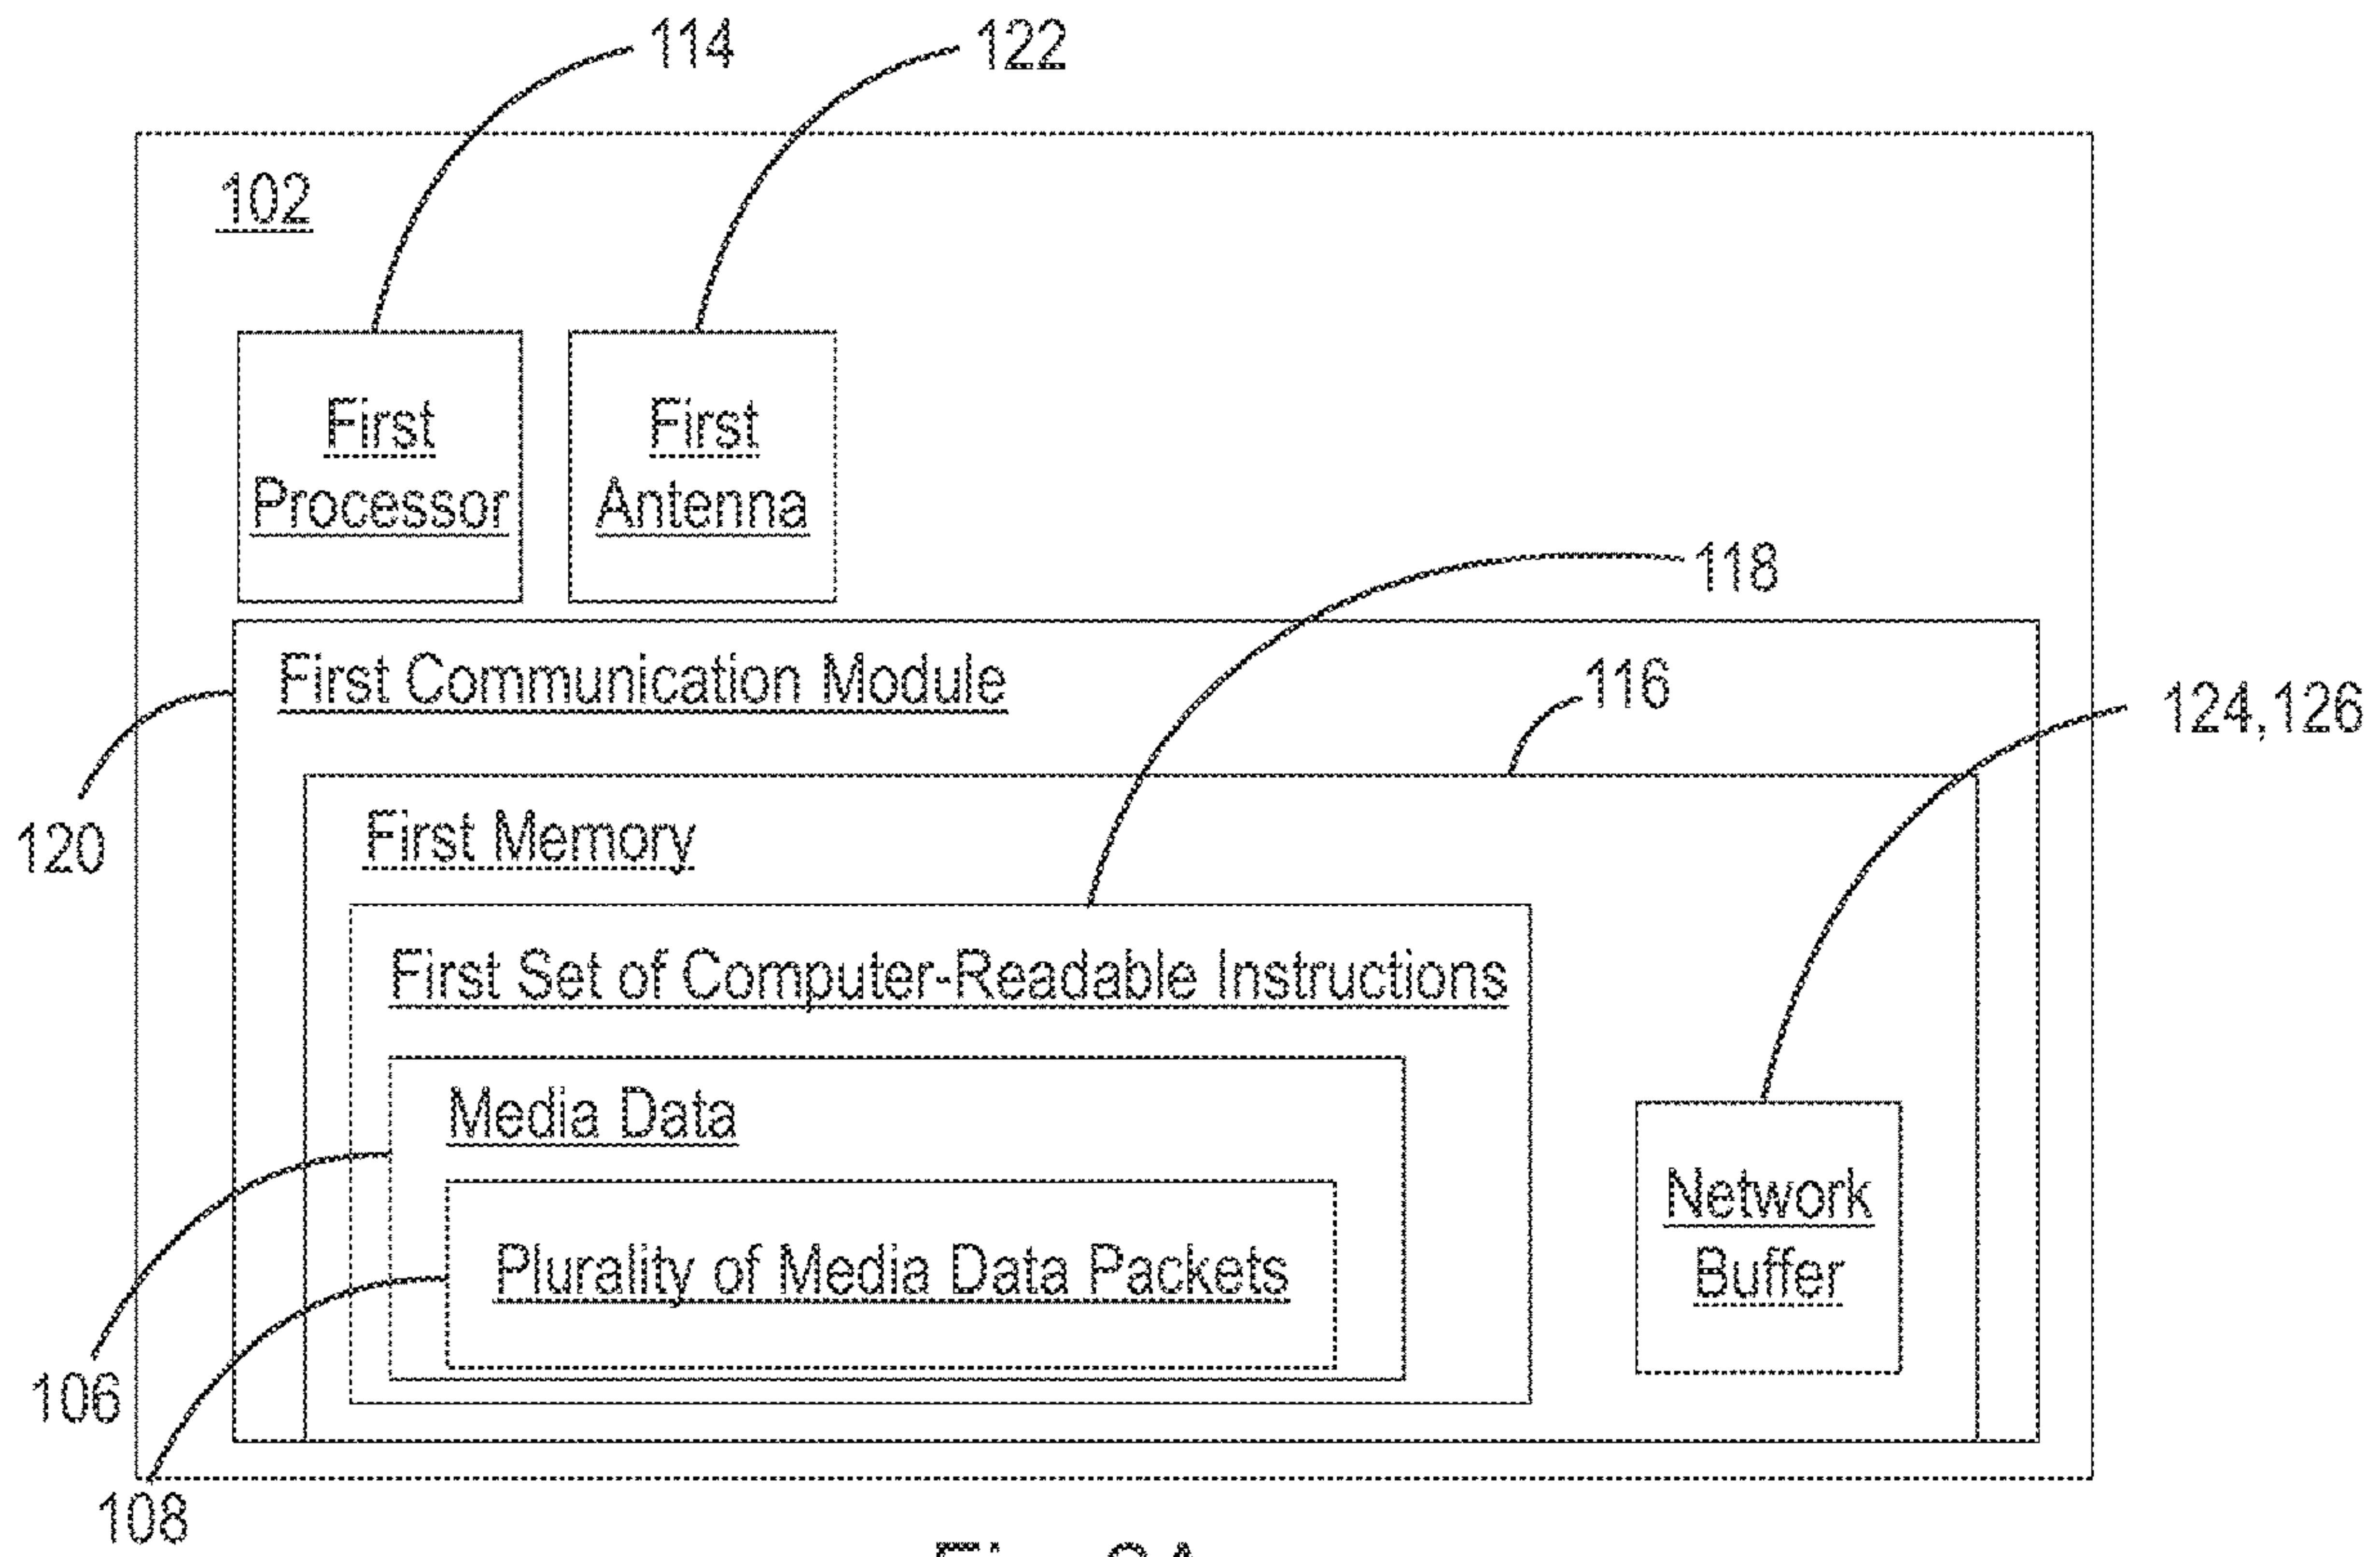 114
122
102
First
Processor
First
Antenna
118
First Communication Module
116
124,126
120
First Memory
First Set of Computer-Readable Instructions
Media Data
Network
Buffer
Plurality of Media Data Packets
106
108